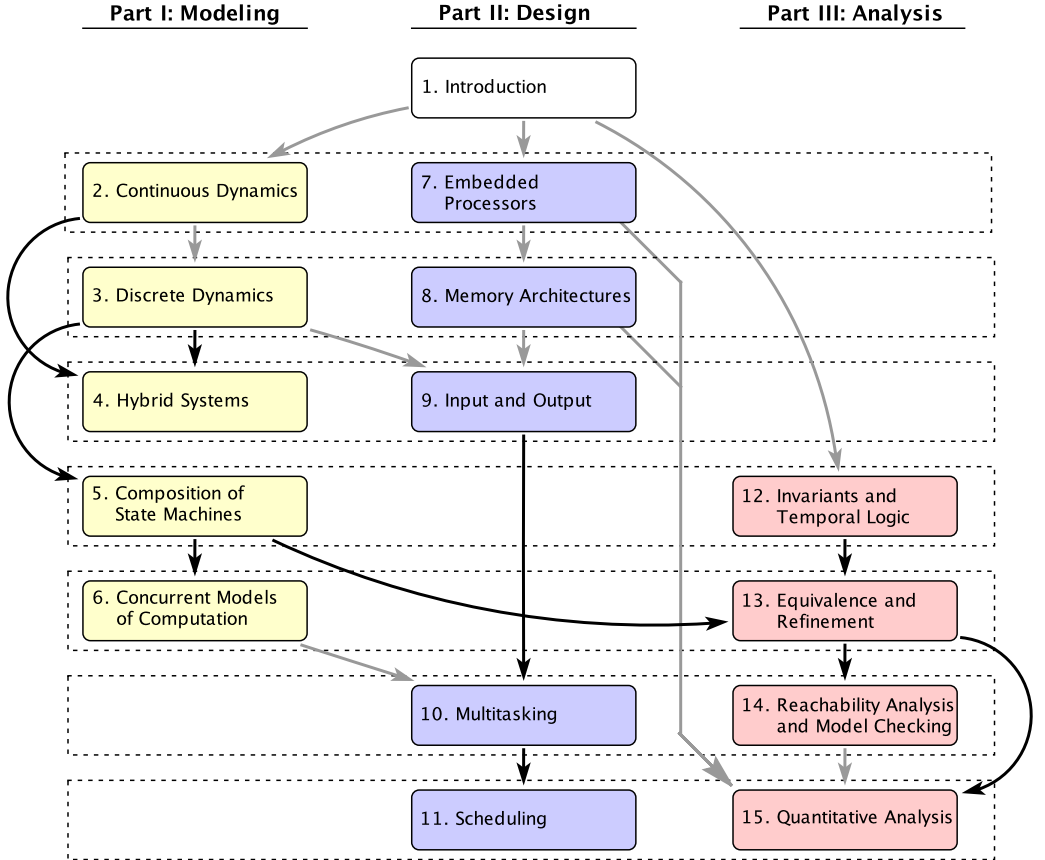 Part I: Modeling
Part II: Design
Part III: Analysis
1. Introduction
2. Continuous Dynamics
7. Embedded
Processors
3. Discrete Dynamics
8. Memory Architectures
4. Hybrid Systems
9. Input and Output
5. Composition of
State Machines
12. Invariants and
Temporal Logic
6. Concurrent Models
of Computation
13. Equivalence and
Refinement
10. Multitasking
14. Reachability Analysis
and Model Checking
11. Scheduling
15. Quantitative Analysis